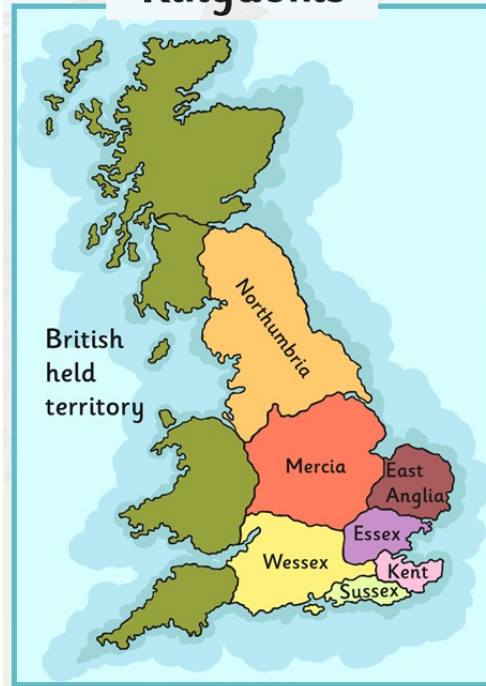 Northumbria
British
held
territory
Mercia
East
Anglia
Essex
Wessex
Kent
Sussex